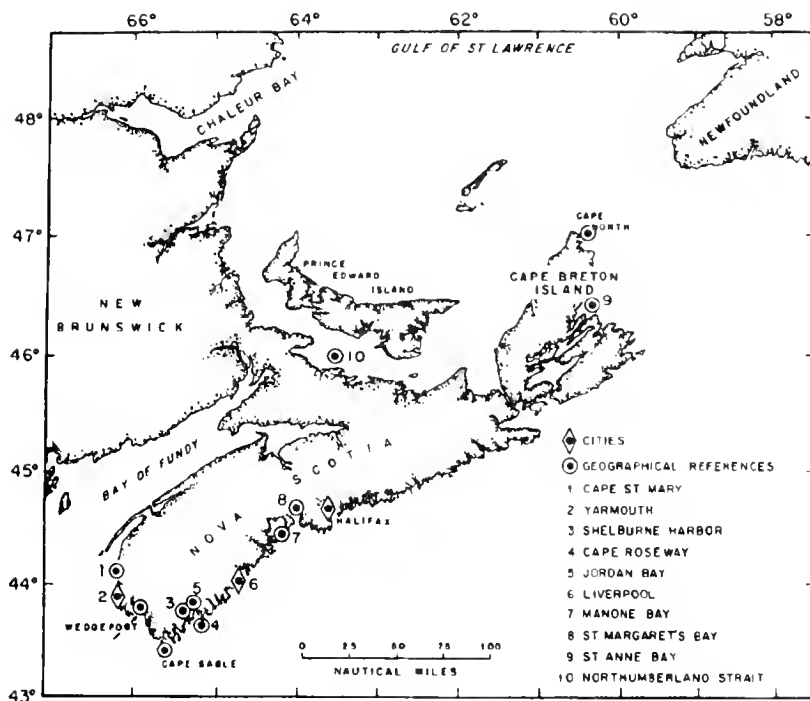 66° 64° 62° 60° 58°
GULF OF ST LAWRENCE
48°
CHALEUR BAY
NEWFOUNDLAND
47°
CAPE
NORTH
PRINCE
EDWARD
ISLAND
CAPE BRETON
ISLAND
9
NEW
BRUNSWICK
46°
10
CITIES
GEOGRAPHICAL REFERENCES
45°
BAY OF FUNDY
NOVA SCOTIA
1 CAPE ST MARY
2 YARMOUTH
8
HALIFAX
3 SHELBURNE HARBOR
7
4 CAPE ROSEWAY
44°
1
5 JORDAN BAY
2
3
5
6
6 LIVERPOOL
4
7 MANONE BAY
WEDGEPORT
8 ST MARGARET'S BAY
CAPE SABLE
0 25 50 75 100
NAUTICAL MILES
9 ST ANNE BAY
10 NORTHUMBERLAND STRAIT
43°